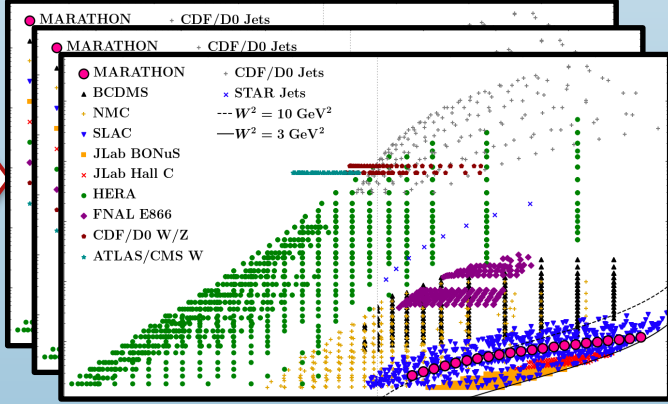 MARATHON + CDF/D0 Jets
MARATHON + CDF/D0 Jets
MARATHON + CDF/D0 Jets
BCDMS × STAR Jets
NMC --- W² = 10 GeV²
SLAC — W² = 3 GeV²
JLab BONuS
JLab Hall C
HERA
FNAL E866
CDF/D0 W/Z
ATLAS/CMS W